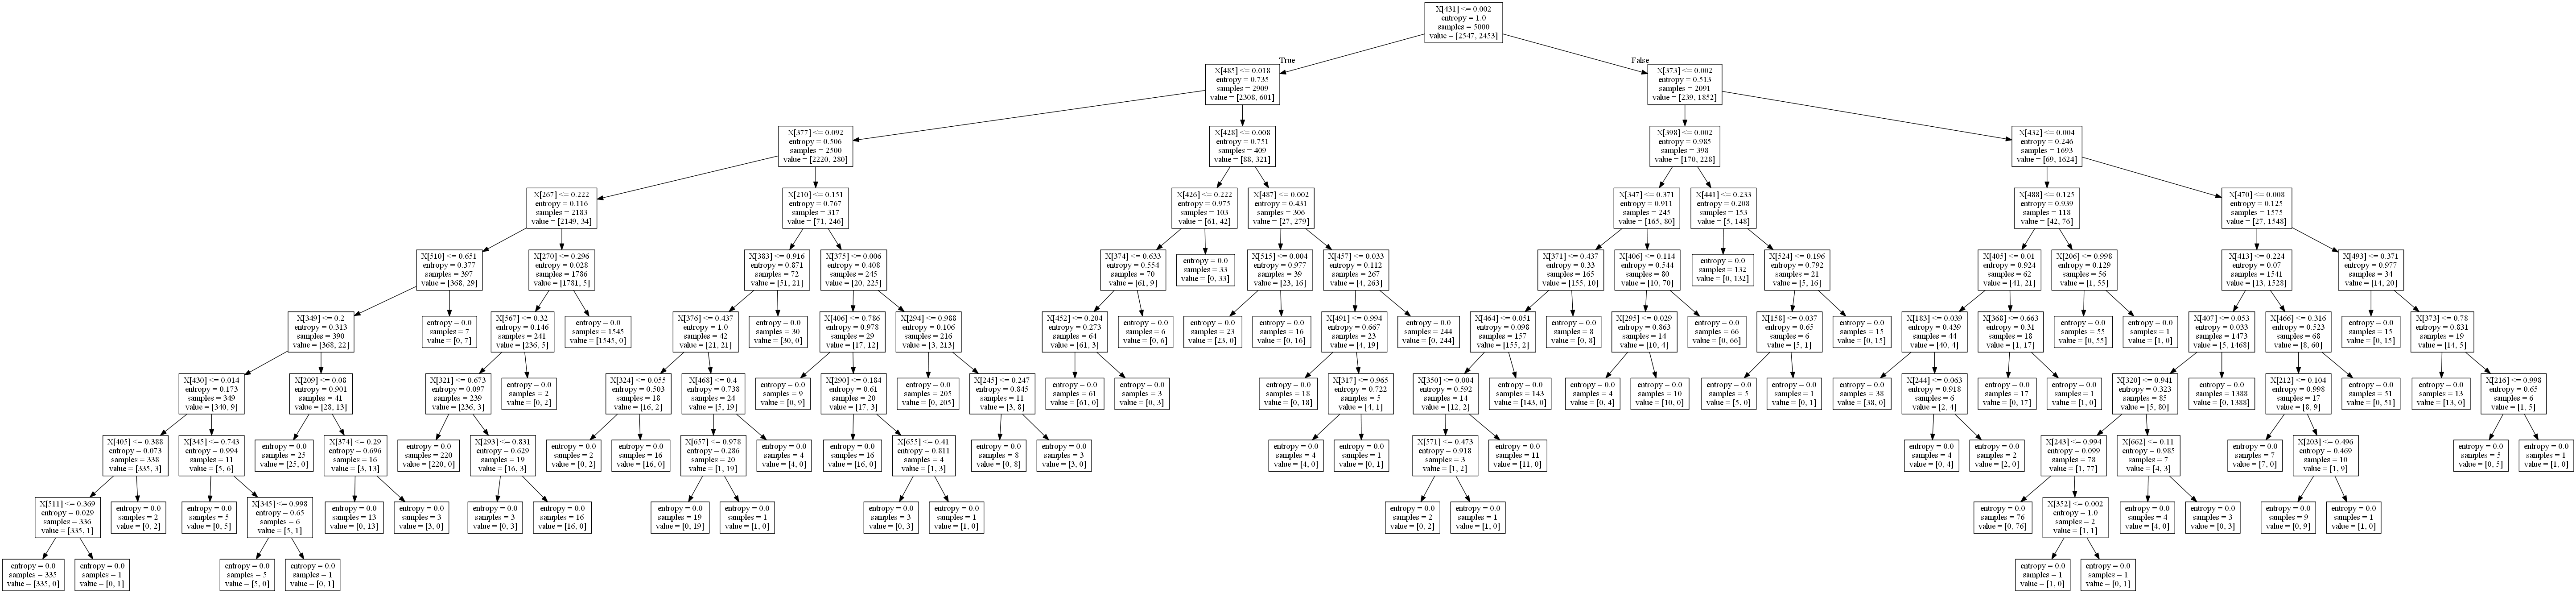 X[431] <= 0.002
entropy = 1.0
samples = 5000
value = [2547, 2453]
True
False
X[485] <= 0.018
entropy = 0.735
samples = 2909
value = [2308, 601]
X[373] <= 0.002
entropy = 0.513
samples = 2091
value = [239, 1852]
X[377] <= 0.092
entropy = 0.506
samples = 2500
value = [2220, 280]
X[428] <= 0.008
entropy = 0.751
samples = 409
value = [88, 321]
X[398] <= 0.002
entropy = 0.985
samples = 398
value = [170, 228]
X[432] <= 0.004
entropy = 0.246
samples = 1693
value = [69, 1624]
X[267] <= 0.222
entropy = 0.116
samples = 2183
value = [2149, 34]
X[210] <= 0.151
entropy = 0.767
samples = 317
value = [71, 246]
X[426] <= 0.222
entropy = 0.975
samples = 103
value = [61, 42]
X[487] <= 0.002
entropy = 0.431
samples = 306
value = [27, 279]
X[347] <= 0.371
entropy = 0.911
samples = 245
value = [165, 80]
X[441] <= 0.233
entropy = 0.208
samples = 153
value = [5, 148]
X[488] <= 0.125
entropy = 0.939
samples = 118
value = [42, 76]
X[470] <= 0.008
entropy = 0.125
samples = 1575
value = [27, 1548]
X[510] <= 0.651
entropy = 0.377
samples = 397
value = [368, 29]
X[270] <= 0.296
entropy = 0.028
samples = 1786
value = [1781, 5]
X[383] <= 0.916
entropy = 0.871
samples = 72
value = [51, 21]
X[375] <= 0.006
entropy = 0.408
samples = 245
value = [20, 225]
X[374] <= 0.633
entropy = 0.554
samples = 70
value = [61, 9]
entropy = 0.0
samples = 33
value = [0, 33]
X[515] <= 0.004
entropy = 0.977
samples = 39
value = [23, 16]
X[457] <= 0.033
entropy = 0.112
samples = 267
value = [4, 263]
X[371] <= 0.437
entropy = 0.33
samples = 165
value = [155, 10]
X[406] <= 0.114
entropy = 0.544
samples = 80
value = [10, 70]
entropy = 0.0
samples = 132
value = [0, 132]
X[524] <= 0.196
entropy = 0.792
samples = 21
value = [5, 16]
X[405] <= 0.01
entropy = 0.924
samples = 62
value = [41, 21]
X[206] <= 0.998
entropy = 0.129
samples = 56
value = [1, 55]
X[413] <= 0.224
entropy = 0.07
samples = 1541
value = [13, 1528]
X[493] <= 0.371
entropy = 0.977
samples = 34
value = [14, 20]
X[349] <= 0.2
entropy = 0.313
samples = 390
value = [368, 22]
entropy = 0.0
samples = 7
value = [0, 7]
X[567] <= 0.32
entropy = 0.146
samples = 241
value = [236, 5]
entropy = 0.0
samples = 1545
value = [1545, 0]
X[376] <= 0.437
entropy = 1.0
samples = 42
value = [21, 21]
entropy = 0.0
samples = 30
value = [30, 0]
X[406] <= 0.786
entropy = 0.978
samples = 29
value = [17, 12]
X[294] <= 0.988
entropy = 0.106
samples = 216
value = [3, 213]
X[452] <= 0.204
entropy = 0.273
samples = 64
value = [61, 3]
entropy = 0.0
samples = 6
value = [0, 6]
entropy = 0.0
samples = 23
value = [23, 0]
entropy = 0.0
samples = 16
value = [0, 16]
X[491] <= 0.994
entropy = 0.667
samples = 23
value = [4, 19]
entropy = 0.0
samples = 244
value = [0, 244]
X[464] <= 0.051
entropy = 0.098
samples = 157
value = [155, 2]
entropy = 0.0
samples = 8
value = [0, 8]
X[295] <= 0.029
entropy = 0.863
samples = 14
value = [10, 4]
entropy = 0.0
samples = 66
value = [0, 66]
X[158] <= 0.037
entropy = 0.65
samples = 6
value = [5, 1]
entropy = 0.0
samples = 15
value = [0, 15]
X[183] <= 0.039
entropy = 0.439
samples = 44
value = [40, 4]
X[368] <= 0.663
entropy = 0.31
samples = 18
value = [1, 17]
entropy = 0.0
samples = 55
value = [0, 55]
entropy = 0.0
samples = 1
value = [1, 0]
X[407] <= 0.053
entropy = 0.033
samples = 1473
value = [5, 1468]
X[466] <= 0.316
entropy = 0.523
samples = 68
value = [8, 60]
entropy = 0.0
samples = 15
value = [0, 15]
X[373] <= 0.78
entropy = 0.831
samples = 19
value = [14, 5]
X[430] <= 0.014
entropy = 0.173
samples = 349
value = [340, 9]
X[209] <= 0.08
entropy = 0.901
samples = 41
value = [28, 13]
X[321] <= 0.673
entropy = 0.097
samples = 239
value = [236, 3]
entropy = 0.0
samples = 2
value = [0, 2]
X[324] <= 0.055
entropy = 0.503
samples = 18
value = [16, 2]
X[468] <= 0.4
entropy = 0.738
samples = 24
value = [5, 19]
entropy = 0.0
samples = 9
value = [0, 9]
X[290] <= 0.184
entropy = 0.61
samples = 20
value = [17, 3]
entropy = 0.0
samples = 205
value = [0, 205]
X[245] <= 0.247
entropy = 0.845
samples = 11
value = [3, 8]
entropy = 0.0
samples = 61
value = [61, 0]
entropy = 0.0
samples = 3
value = [0, 3]
entropy = 0.0
samples = 18
value = [0, 18]
X[317] <= 0.965
entropy = 0.722
samples = 5
value = [4, 1]
X[350] <= 0.004
entropy = 0.592
samples = 14
value = [12, 2]
entropy = 0.0
samples = 143
value = [143, 0]
entropy = 0.0
samples = 4
value = [0, 4]
entropy = 0.0
samples = 10
value = [10, 0]
entropy = 0.0
samples = 5
value = [5, 0]
entropy = 0.0
samples = 1
value = [0, 1]
entropy = 0.0
samples = 38
value = [38, 0]
X[244] <= 0.063
entropy = 0.918
samples = 6
value = [2, 4]
entropy = 0.0
samples = 17
value = [0, 17]
entropy = 0.0
samples = 1
value = [1, 0]
X[320] <= 0.941
entropy = 0.323
samples = 85
value = [5, 80]
entropy = 0.0
samples = 1388
value = [0, 1388]
X[212] <= 0.104
entropy = 0.998
samples = 17
value = [8, 9]
entropy = 0.0
samples = 51
value = [0, 51]
entropy = 0.0
samples = 13
value = [13, 0]
X[216] <= 0.998
entropy = 0.65
samples = 6
value = [1, 5]
X[405] <= 0.388
entropy = 0.073
samples = 338
value = [335, 3]
X[345] <= 0.743
entropy = 0.994
samples = 11
value = [5, 6]
entropy = 0.0
samples = 25
value = [25, 0]
X[374] <= 0.29
entropy = 0.696
samples = 16
value = [3, 13]
entropy = 0.0
samples = 220
value = [220, 0]
X[293] <= 0.831
entropy = 0.629
samples = 19
value = [16, 3]
entropy = 0.0
samples = 2
value = [0, 2]
entropy = 0.0
samples = 16
value = [16, 0]
X[657] <= 0.978
entropy = 0.286
samples = 20
value = [1, 19]
entropy = 0.0
samples = 4
value = [4, 0]
entropy = 0.0
samples = 16
value = [16, 0]
X[655] <= 0.41
entropy = 0.811
samples = 4
value = [1, 3]
entropy = 0.0
samples = 8
value = [0, 8]
entropy = 0.0
samples = 3
value = [3, 0]
entropy = 0.0
samples = 4
value = [4, 0]
entropy = 0.0
samples = 1
value = [0, 1]
X[571] <= 0.473
entropy = 0.918
samples = 3
value = [1, 2]
entropy = 0.0
samples = 11
value = [11, 0]
entropy = 0.0
samples = 4
value = [0, 4]
entropy = 0.0
samples = 2
value = [2, 0]
X[243] <= 0.994
entropy = 0.099
samples = 78
value = [1, 77]
X[662] <= 0.11
entropy = 0.985
samples = 7
value = [4, 3]
entropy = 0.0
samples = 7
value = [7, 0]
X[203] <= 0.496
entropy = 0.469
samples = 10
value = [1, 9]
entropy = 0.0
samples = 5
value = [0, 5]
entropy = 0.0
samples = 1
value = [1, 0]
X[511] <= 0.369
entropy = 0.029
samples = 336
value = [335, 1]
entropy = 0.0
samples = 2
value = [0, 2]
entropy = 0.0
samples = 5
value = [0, 5]
X[345] <= 0.998
entropy = 0.65
samples = 6
value = [5, 1]
entropy = 0.0
samples = 13
value = [0, 13]
entropy = 0.0
samples = 3
value = [3, 0]
entropy = 0.0
samples = 3
value = [0, 3]
entropy = 0.0
samples = 16
value = [16, 0]
entropy = 0.0
samples = 19
value = [0, 19]
entropy = 0.0
samples = 1
value = [1, 0]
entropy = 0.0
samples = 3
value = [0, 3]
entropy = 0.0
samples = 1
value = [1, 0]
entropy = 0.0
samples = 2
value = [0, 2]
entropy = 0.0
samples = 1
value = [1, 0]
entropy = 0.0
samples = 76
value = [0, 76]
X[352] <= 0.002
entropy = 1.0
samples = 2
value = [1, 1]
entropy = 0.0
samples = 4
value = [4, 0]
entropy = 0.0
samples = 3
value = [0, 3]
entropy = 0.0
samples = 9
value = [0, 9]
entropy = 0.0
samples = 1
value = [1, 0]
entropy = 0.0
samples = 335
value = [335, 0]
entropy = 0.0
samples = 1
value = [0, 1]
entropy = 0.0
samples = 5
value = [5, 0]
entropy = 0.0
samples = 1
value = [0, 1]
entropy = 0.0
samples = 1
value = [1, 0]
entropy = 0.0
samples = 1
value = [0, 1]